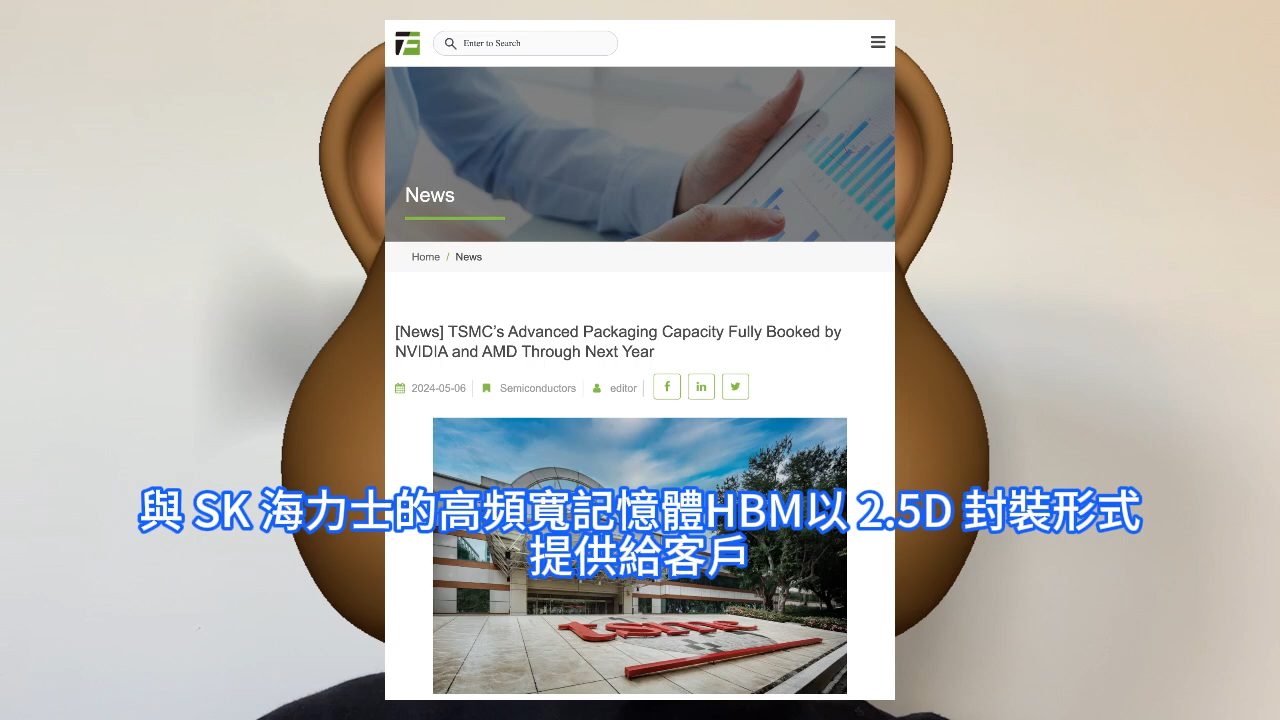 Enter to Search
News
Home / News
[News] TSMC's Advanced Packaging Capacity Fully Booked by
NVIDIA and AMD Through Next Year
2024-05-06 Semiconductors editor
與 SK 海力士的高頻寬記憶體HBM以 2.5D 封裝形式
提供給客戶
tsmc